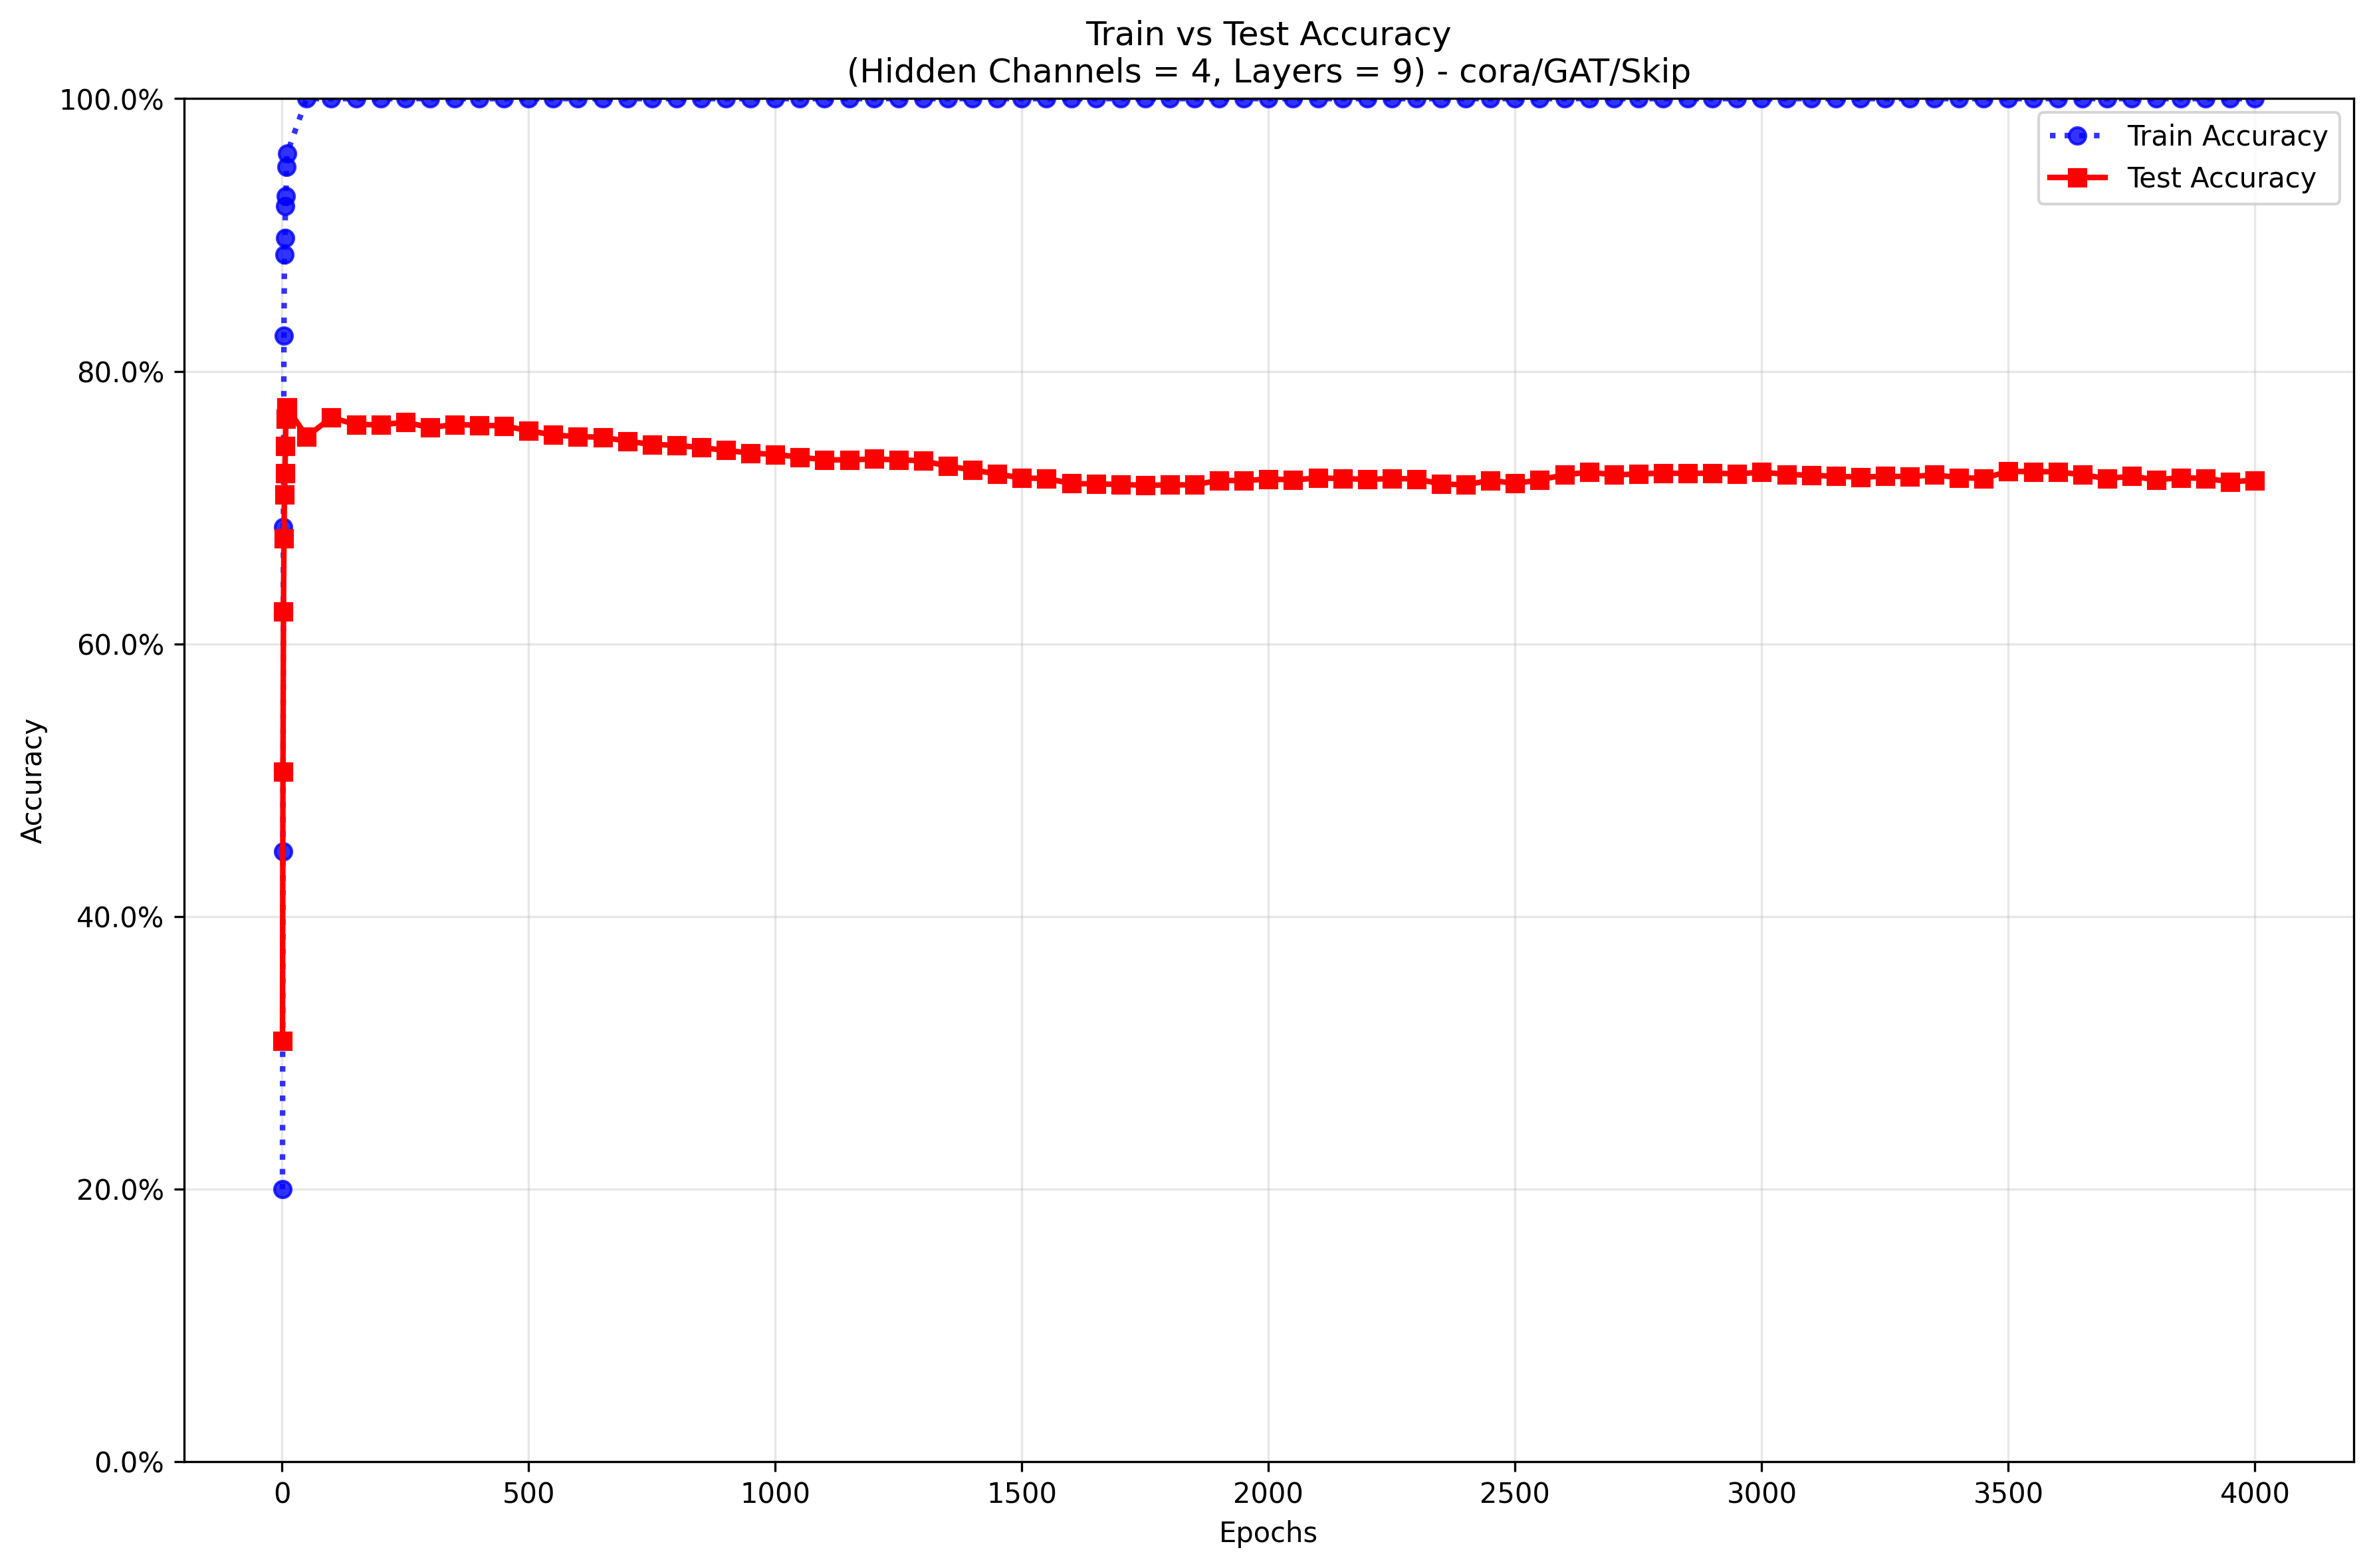 Train vs Test Accuracy
(Hidden Channels = 4, Layers = 9) - cora/GAT/Skip
100.0%
80.0%
60.0%
40.0%
20.0%
0.0%
Accuracy
Train Accuracy
Test Accuracy
0 500 1000 1500 2000 2500 3000 3500 4000
Epochs